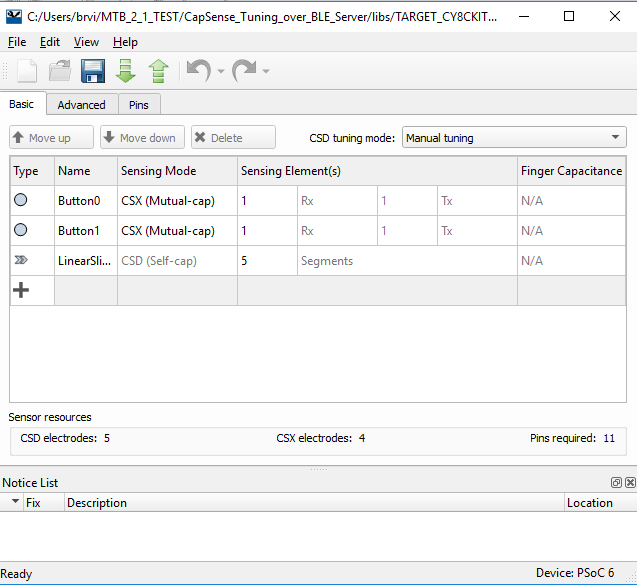 C:/Users/brvi/MTB_2_1_TEST/CapSense_Tuning_over_BLE_Server/libs/TARGET_CY8CKIT...
File Edit View Help
Basic Advanced Pins
Move up Move down Delete CSD tuning mode: Manual tuning
Type Name Sensing Mode Sensing Element(s) Finger Capacitance
Button0 CSX (Mutual-cap) 1 Rx 1 Tx N/A
Button1 CSX (Mutual-cap) 1 Rx 1 Tx N/A
LinearSli... CSD (Self-cap) 5 Segments N/A
Sensor resources
CSD electrodes: 5 CSX electrodes: 4 Pins required: 11
Notice List
Fix Description Location
Ready Device: PSoC 6